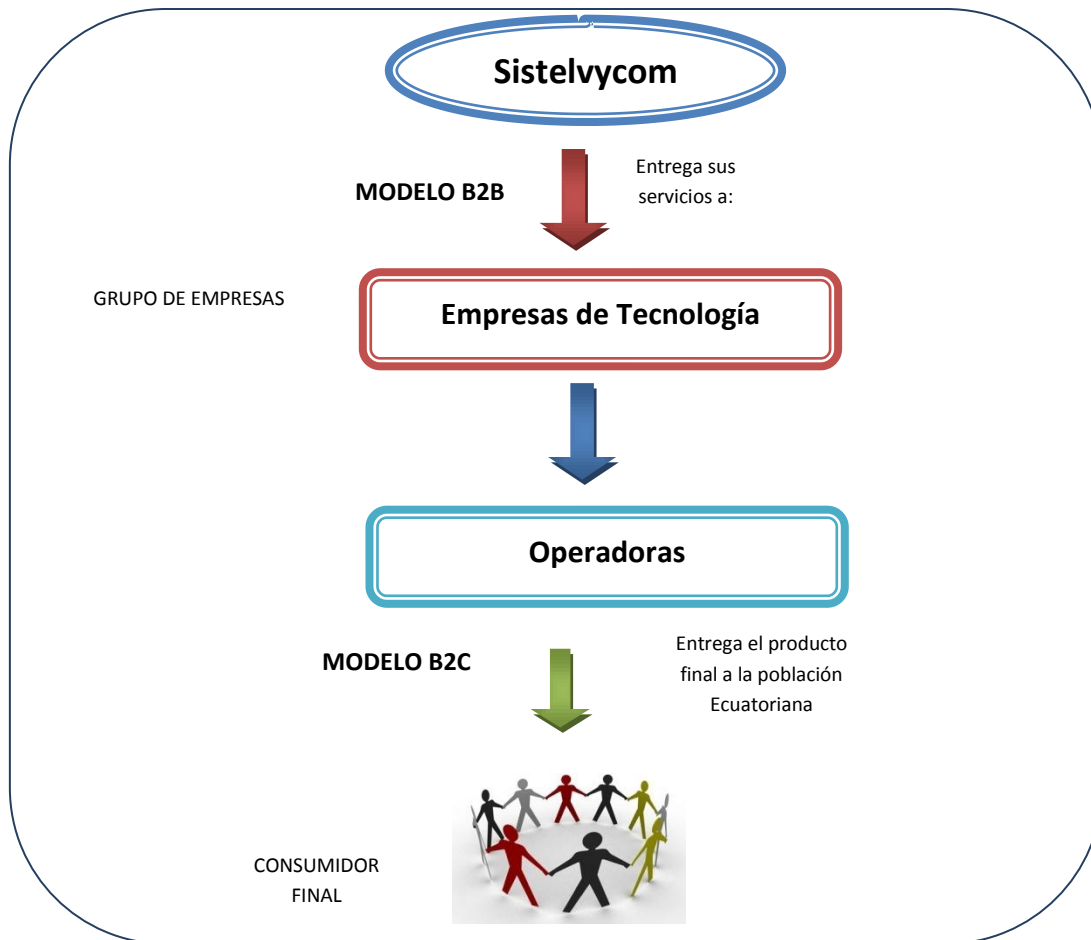 Sistelvycom
MODELO B2B
Entrega sus
servicios a:
GRUPO DE EMPRESAS
Empresas de Tecnología
Operadoras
MODELO B2C
Entrega el producto
final a la población
Ecuatoriana
CONSUMIDOR
FINAL